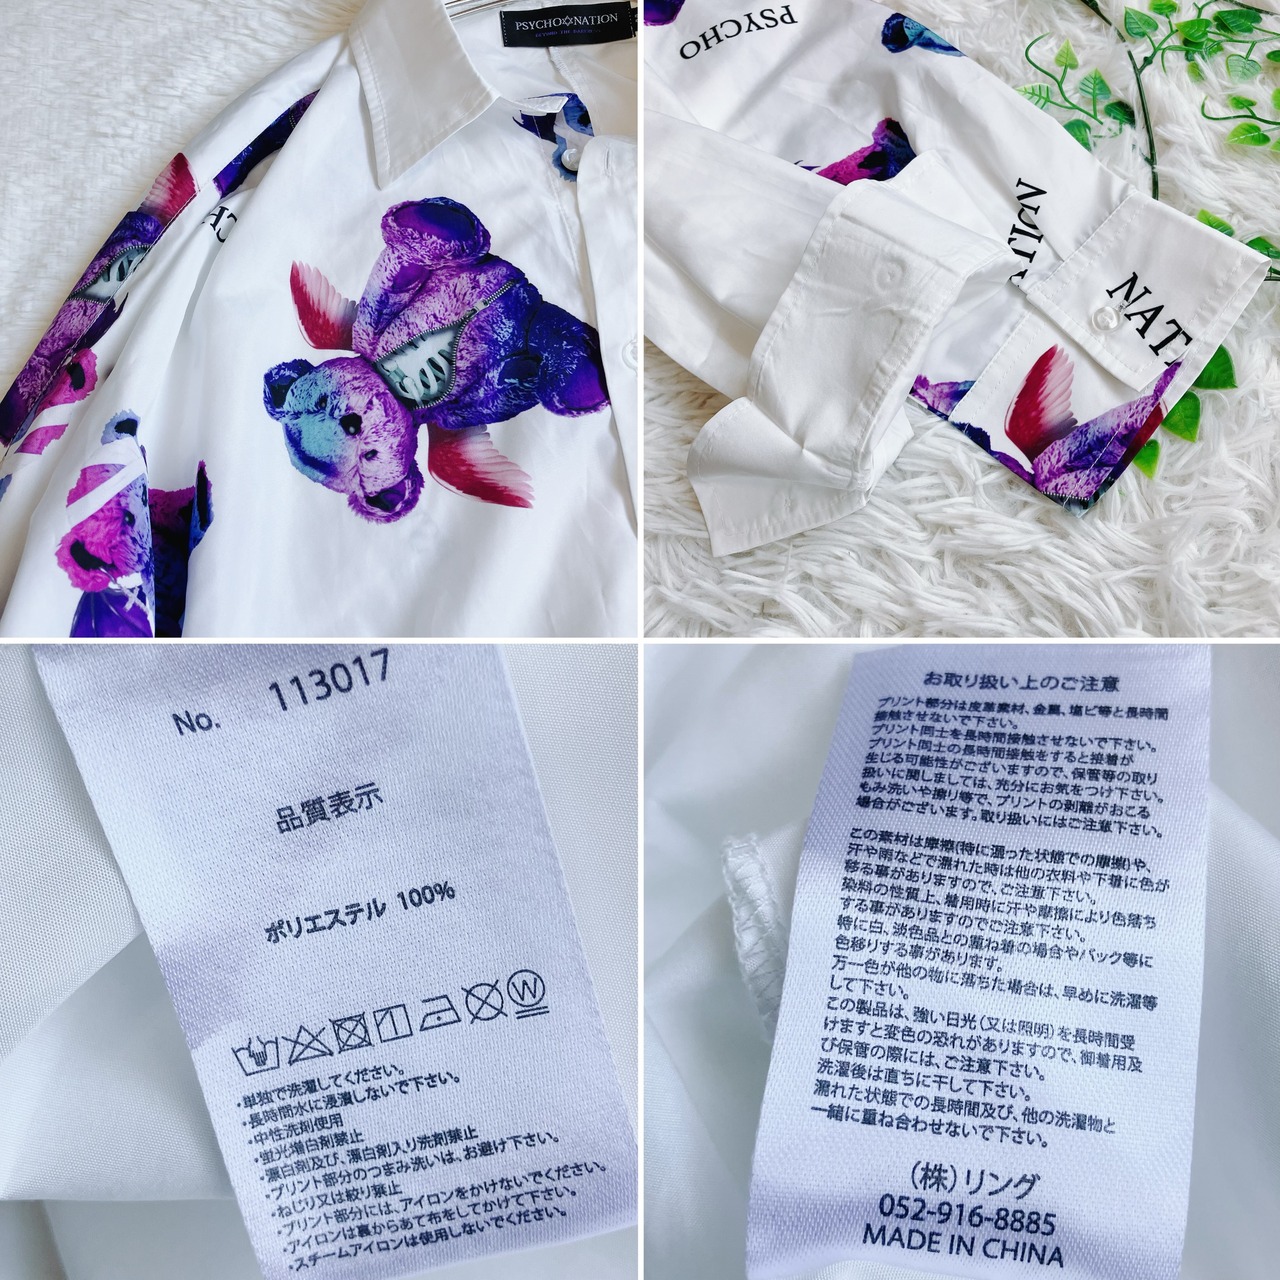 PSYCHO✡NATION
BEYOND THE DARK
CH
PSYCHO
NATION
NAT
No. 113017
品質表示
ポリエステル 100%
W
・単独で洗濯してください。
・長時間水に浸漬しないで下さい。
・中性洗剤使用
・蛍光増白剤禁止
・漂白剤及び、漂白剤入り洗剤禁止
・プリント部分のつまみ洗いは、お避け下さい。
・ねじり又は絞り禁止
・プリント部分には、アイロンをかけないでください。
・アイロンは裏からあて布をしてかけて下さい。
・スチームアイロンは使用しないでください。
お取り扱い上のご注意
プリント部分は皮革素材、金属、塩ビ等と長時間
接触させないで下さい。
プリント同士を長時間接触させないで下さい。
プリント同士の長時間接触をすると接着が
生じる可能性がございますので、保管等の取り
扱いに関しましては、充分にお気をつけ下さい。
もみ洗いや擦り等で、プリントの剥離がおこる
場合がございます。取り扱いにはご注意下さい。
この素材は摩擦(特に湿った状態での摩擦)や、
汗や雨などで濡れた時は他の衣料や下着に色が
移る事がありますので、ご注意下さい。
染料の性質上、着用時に汗や摩擦により色落ち
する事がありますのでご注意下さい。
特に白、淡色品との重ね着の場合やバック等に
色移りする事があります。
万一色が他の物に落ちた場合は、早めに洗濯等
して下さい。
この製品は、強い日光(又は照明)を長時間受
けますと変色の恐れがありますので、御着用及
び保管の際には、ご注意下さい。
洗濯後は直ちに干して下さい。
濡れた状態での長時間及び、他の洗濯物と
一緒に重ね合わせないで下さい。
(株)リング
052-916-8885
MADE IN CHINA